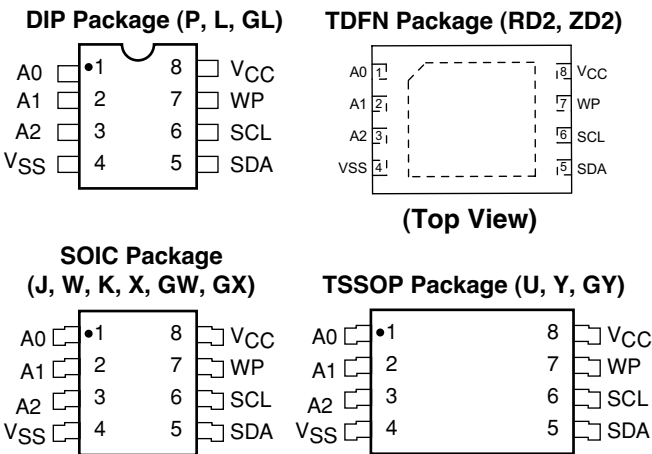 DIP Package (P, L, GL)
A0 1 8 VCC
A1 2 7 WP
A2 3 6 SCL
VSS 4 5 SDA
TDFN Package (RD2, ZD2)
A0 1 8 VCC
A1 2 7 WP
A2 3 6 SCL
VSS 4 5 SDA
(Top View)
SOIC Package
(J, W, K, X, GW, GX)
A0 1 8 VCC
A1 2 7 WP
A2 3 6 SCL
VSS 4 5 SDA
TSSOP Package (U, Y, GY)
A0 1 8 VCC
A1 2 7 WP
A2 3 6 SCL
VSS 4 5 SDA